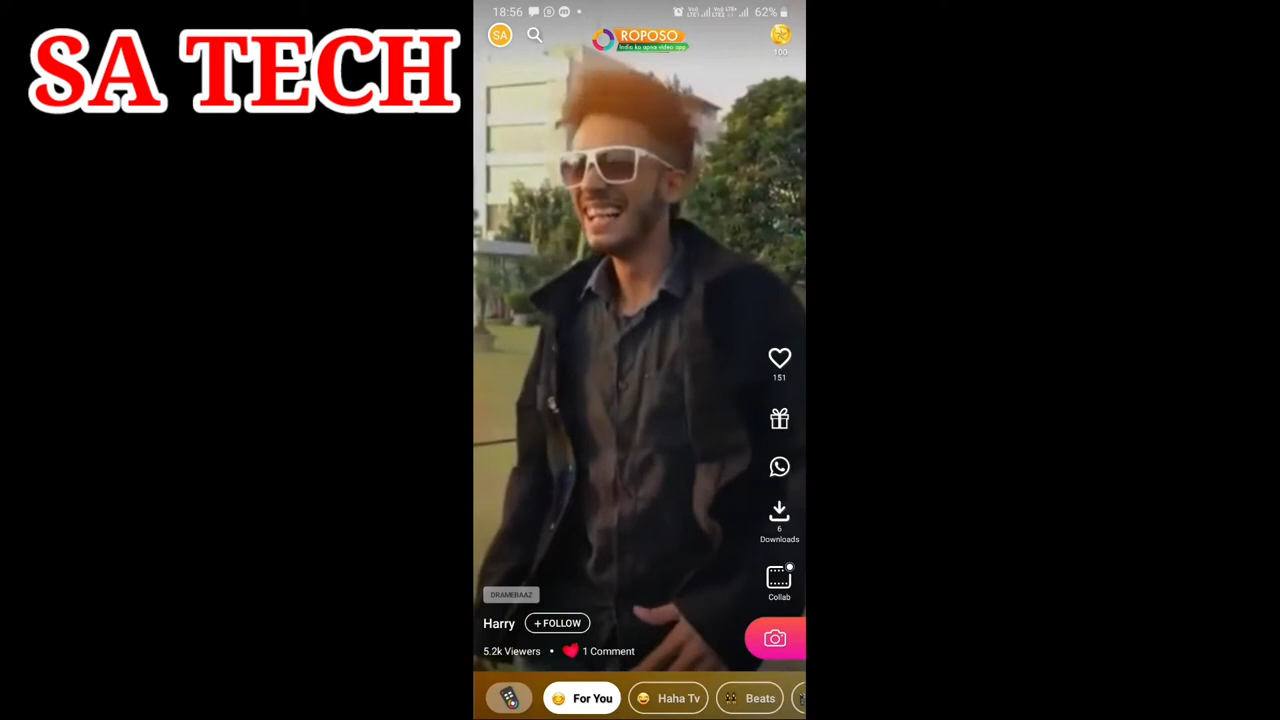 SA TECH
18:56
62%
SA
ROPOSO
India ka apna video app
100
151
6
Downloads
Collab
DRAMEBAAZ
Harry
+ FOLLOW
5.2k Viewers • 1 Comment
For You
Haha Tv
Beats